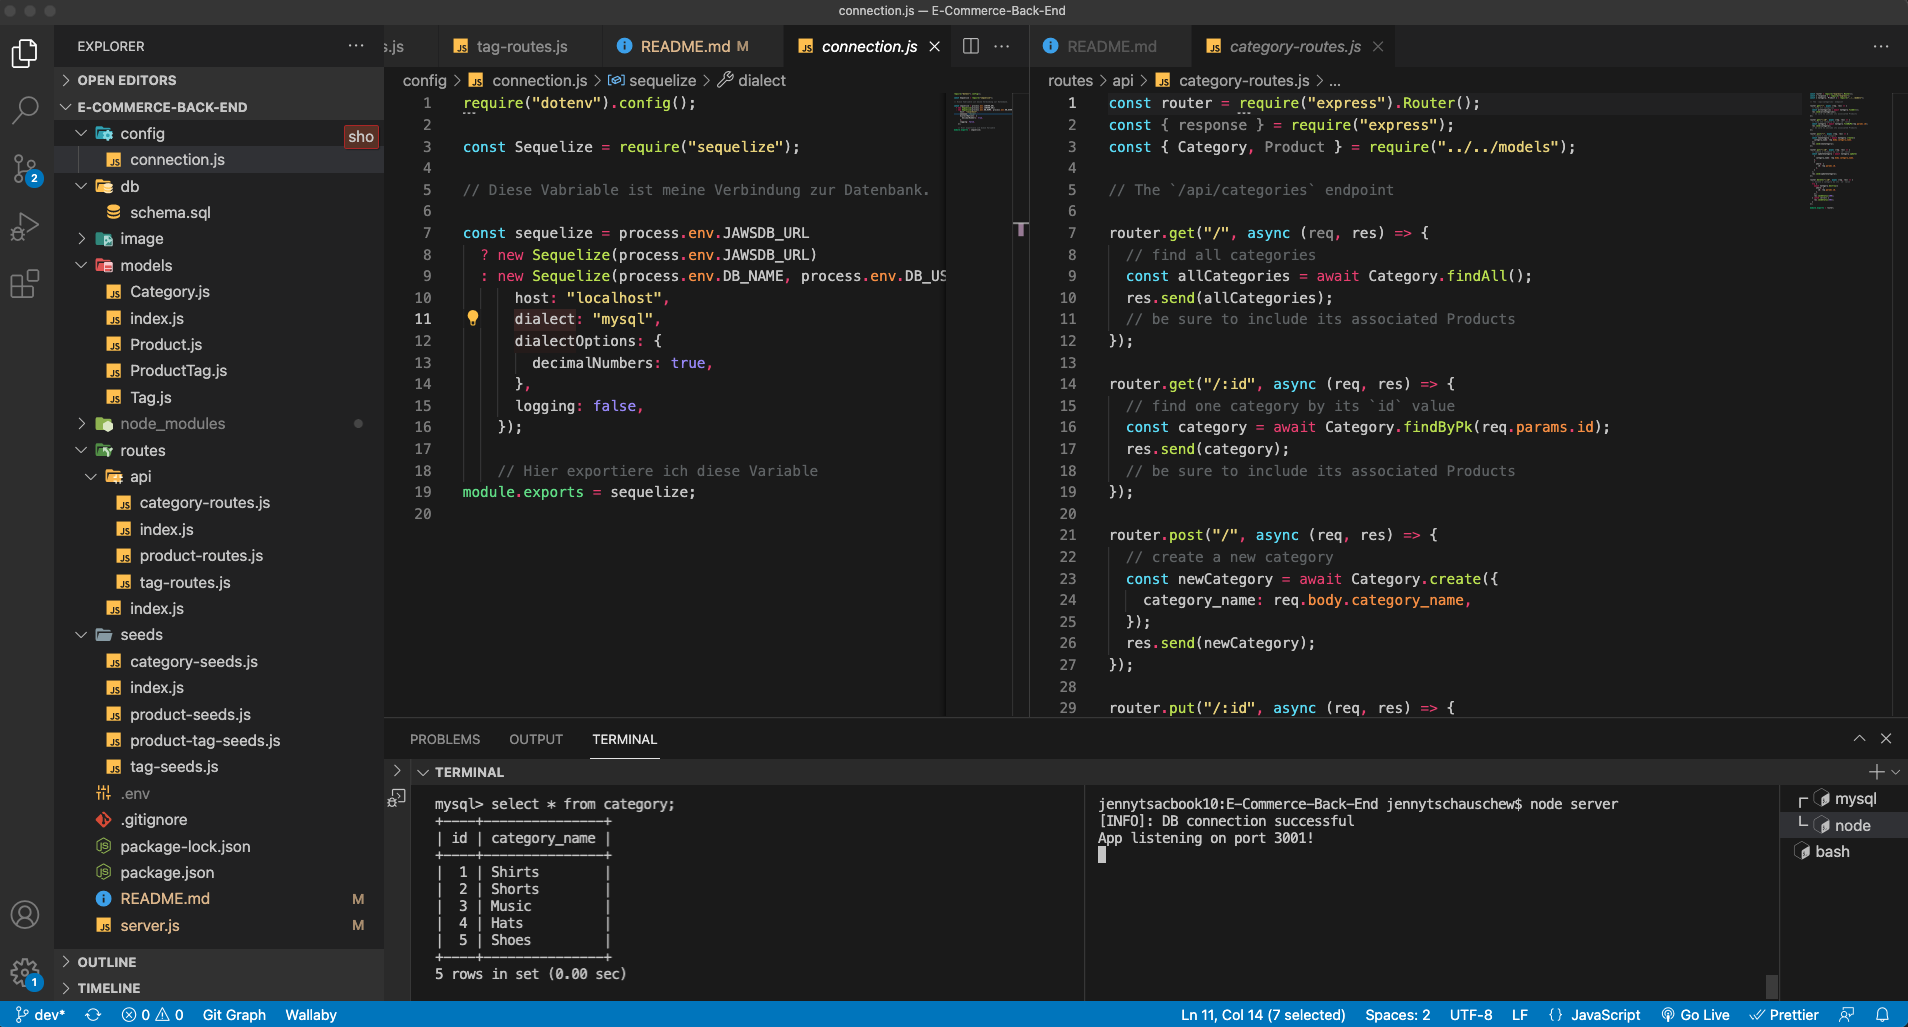 connection.js — E-Commerce-Back-End
EXPLORER
s.js
tag-routes.js
README.md M
connection.js
README.md
category-routes.js
OPEN EDITORS
E-COMMERCE-BACK-END
config
connection.js
db
schema.sql
image
models
Category.js
index.js
Product.js
ProductTag.js
Tag.js
node_modules
routes
api
category-routes.js
index.js
product-routes.js
tag-routes.js
index.js
seeds
category-seeds.js
index.js
product-seeds.js
product-tag-seeds.js
tag-seeds.js
.env
.gitignore
package-lock.json
package.json
README.md M
server.js M
OUTLINE
TIMELINE
sho
2
1
config > connection.js > sequelize > dialect
1 require("dotenv").config();
2
3 const Sequelize = require("sequelize");
4
5 // Diese Vabriable ist meine Verbindung zur Datenbank.
6
7 const sequelize = process.env.JAWSDB_URL
8 ? new Sequelize(process.env.JAWSDB_URL)
9 : new Sequelize(process.env.DB_NAME, process.env.DB_US
10 host: "localhost",
11 dialect: "mysql",
12 dialectOptions: {
13 decimalNumbers: true,
14 },
15 logging: false,
16 });
17
18 // Hier exportiere ich diese Variable
19 module.exports = sequelize;
20
routes > api > category-routes.js > ...
1 const router = require("express").Router();
2 const { response } = require("express");
3 const { Category, Product } = require("../../models");
4
5 // The `/api/categories` endpoint
6
7 router.get("/", async (req, res) => {
8 // find all categories
9 const allCategories = await Category.findAll();
10 res.send(allCategories);
11 // be sure to include its associated Products
12 });
13
14 router.get("/:id", async (req, res) => {
15 // find one category by its `id` value
16 const category = await Category.findByPk(req.params.id);
17 res.send(category);
18 // be sure to include its associated Products
19 });
20
21 router.post("/", async (req, res) => {
22 // create a new category
23 const newCategory = await Category.create({
24 category_name: req.body.category_name,
25 });
26 res.send(newCategory);
27 });
28
29 router.put("/:id", async (req, res) => {
PROBLEMS OUTPUT TERMINAL
TERMINAL
mysql> select * from category;
+----+---------------+
| id | category_name |
+----+---------------+
| 1 | Shirts |
| 2 | Shorts |
| 3 | Music |
| 4 | Hats |
| 5 | Shoes |
+----+---------------+
5 rows in set (0.00 sec)
jennytsacbook10:E-Commerce-Back-End jennytschauschew$ node server
[INFO]: DB connection successful
App listening on port 3001!
mysql
node
bash
dev* 0 0 Git Graph Wallaby Ln 11, Col 14 (7 selected) Spaces: 2 UTF-8 LF {} JavaScript Go Live Prettier